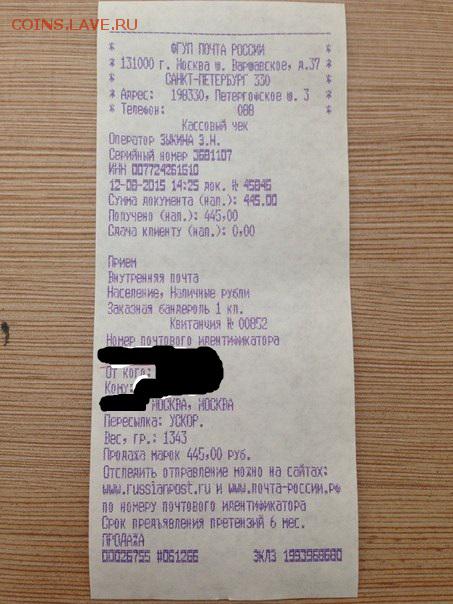 COINS.LAVE.RU
* ФГУП ПОЧТА РОССИИ *
* 131000 г. Москва ш. Варшавское, д.37 *
* САНКТ-ПЕТЕРБУРГ 330 *
* Адрес: 198330, Петергофское ш. 3 *
* Телефон: 088 *
Кассовый чек
Оператор ЗЫКИНА Э.Н.
Серийный номер 3681107
ИНН 007724261610
12-08-2015 14:25 док. № 45845
Сумма документа (нал.): 445.00
Получено (нал.): 445,00
Сдача клиенту (нал.): 0,00
Прием
Внутренняя почта
Население, Наличные рубли
Заказная бандероль 1 кл.
Квитанция № 00852
Номер почтового идентификатора
От кого:
Кому:
МОСКВА, МОСКВА
Пересылка: УСКОР.
Вес, гр.: 1343
Продажа марок 445,00 руб.
Отследить отправление можно на сайтах:
www.russianpost.ru и www.почта-россии.рф
по номеру почтового идентификатора
Срок предъявления претензий 6 мес.
ПРОДАЖА
00026755 #061266 ЭКЛЗ 1993968680